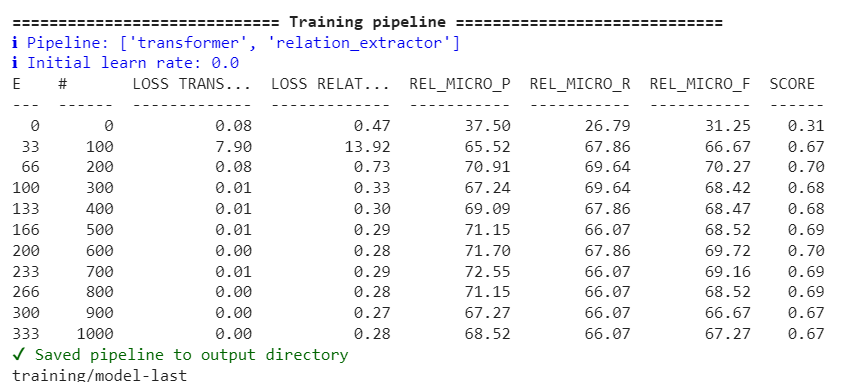 ============================= Training pipeline =============================
ℹ Pipeline: ['transformer', 'relation_extractor']
ℹ Initial learn rate: 0.0
E    #       LOSS TRANS...  LOSS RELAT...  REL_MICRO_P  REL_MICRO_R  REL_MICRO_F  SCORE
---  ------  -------------  -------------  -----------  -----------  -----------  ------
  0       0           0.08           0.47        37.50        26.79        31.25    0.31
 33     100           7.90          13.92        65.52        67.86        66.67    0.67
 66     200           0.08           0.73        70.91        69.64        70.27    0.70
100     300           0.01           0.33        67.24        69.64        68.42    0.68
133     400           0.01           0.30        69.09        67.86        68.47    0.68
166     500           0.01           0.29        71.15        66.07        68.52    0.69
200     600           0.00           0.28        71.70        67.86        69.72    0.70
233     700           0.01           0.29        72.55        66.07        69.16    0.69
266     800           0.00           0.28        71.15        66.07        68.52    0.69
300     900           0.00           0.27        67.27        66.07        66.67    0.67
333    1000           0.00           0.28        68.52        66.07        67.27    0.67
✔ Saved pipeline to output directory
training/model-last